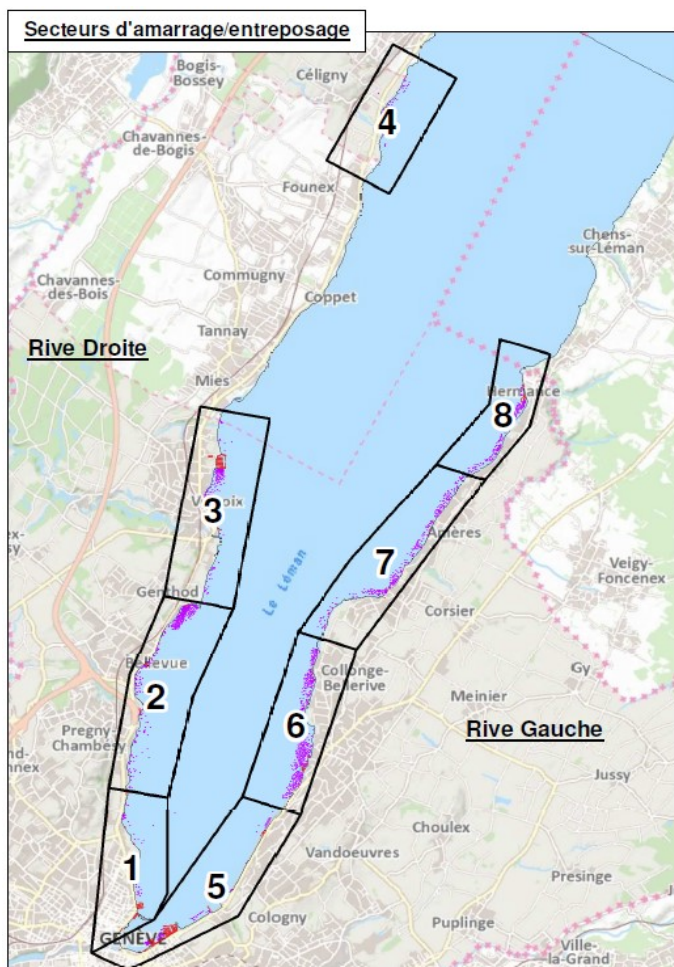 Secteurs d'amarrage/entreposage
Bogis-
Bossey
Céligny
4
Chavannes-
de-Bogis
Founex
Chens-
sur-Léman
Commugny
Chavannes-
des-Bois
Coppet
Tannay
Rive Droite
Mies
Hermance
8
3
Anières
7
Veigy-
Foncenex
Le Léman
Genthod
Corsier
Bellevue
2
Collonge-
Bellerive
Gy
Meinier
Pregny-
Chambésy
6
Rive Gauche
Jussy
Choulex
1
Vandoeuvres
5
Presinge
Cologny
Puplinge
GENÈVE
Ville-
la-Grand